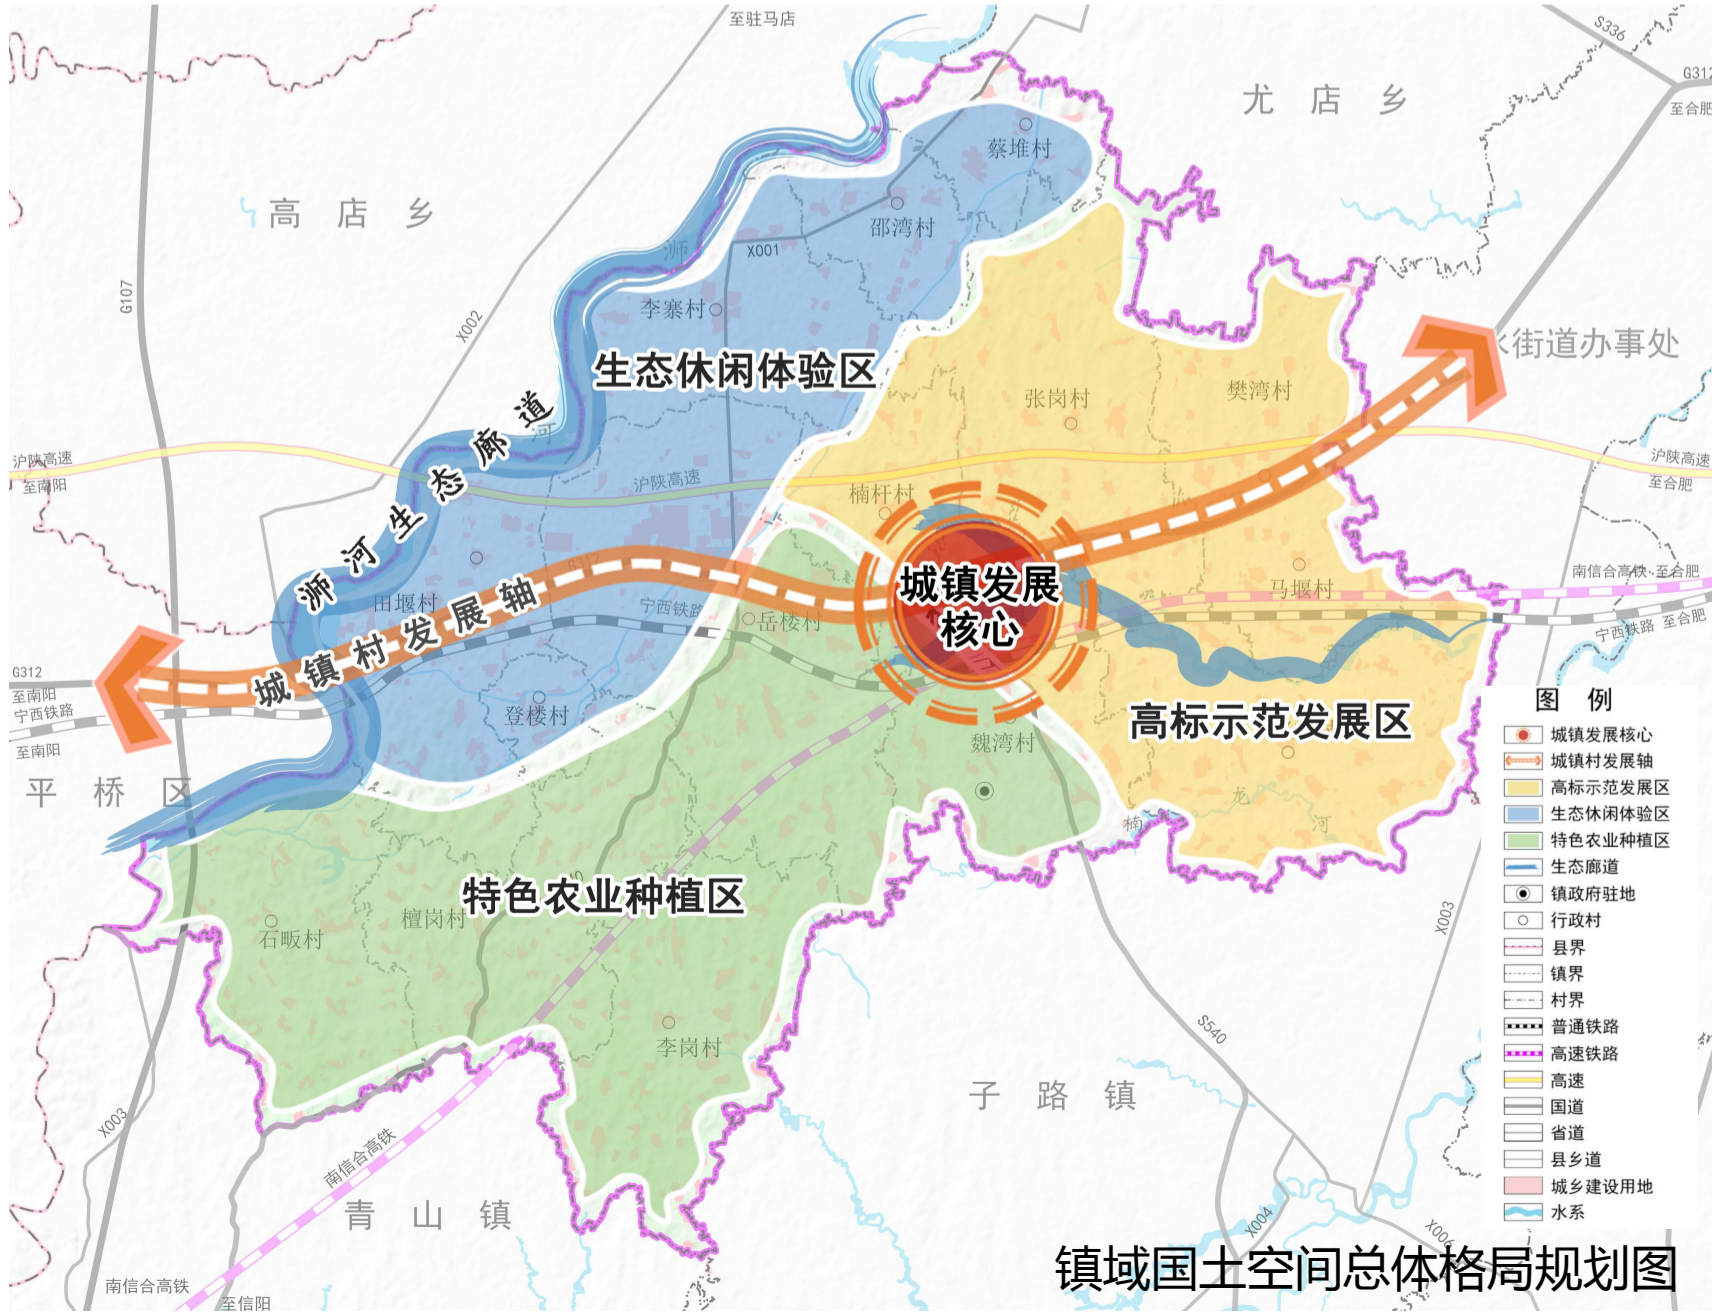 至驻马店
S336
G312
至合肥
尤店乡
高店乡
蔡堆村
邵湾村
X001
浉
G107
X002
李寨村
生态休闲体验区
水街道办事处
张岗村
樊湾村
浉河生态廊道
河
沪陕高速
至南阳
沪陕高速
沪陕高速
至合肥
楠杆村
G312
城镇发展
核心
南信合高铁·至合肥
马堰村
田堰村
宁西铁路
岳楼村
宁西铁路 至合肥
城镇村发展轴
G312
至南阳
宁西铁路
至南阳
登楼村
魏湾村
高标示范发展区
平桥区
龙
楠
河
特色农业种植区
石畈村
檀岗村
李岗村
X003
S540
X003
子路镇
南信合高铁
青山镇
X004
X006
南信合高铁
至信阳
图例
城镇发展核心
城镇村发展轴
高标示范发展区
生态休闲体验区
特色农业种植区
生态廊道
镇政府驻地
行政村
县界
镇界
村界
普通铁路
高速铁路
高速
国道
省道
县乡道
城乡建设用地
水系
镇域国土空间总体格局规划图